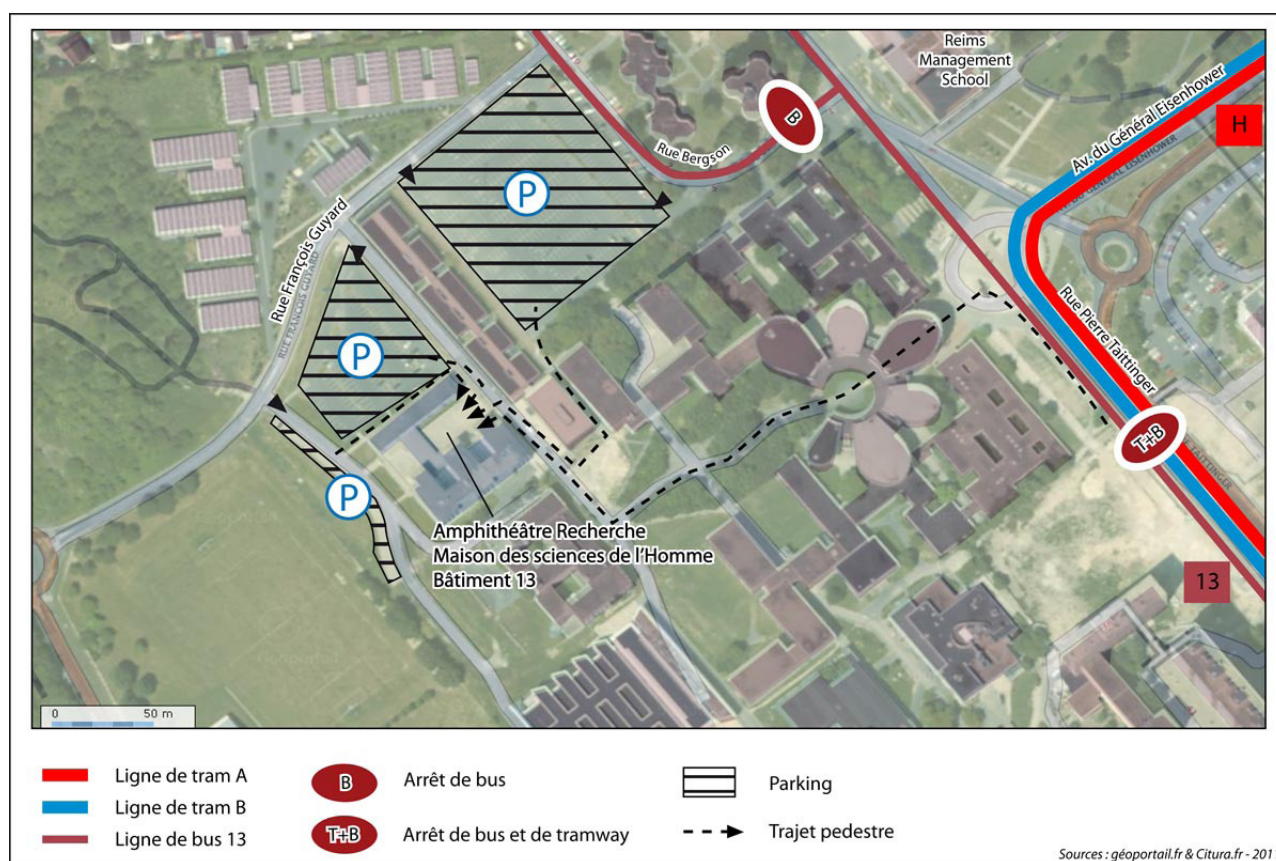 Reims
Management
School
Av. du Général Eisenhower
DU GÉNÉRAL EISENHOWER
H
B
Rue Bergson
P
Rue François Guyard
RUE FRANÇOIS GUYARD
P
Rue Pierre Taittinger
T+B
TAITTINGER
P
Amphithéâtre Recherche
Maison des sciences de l'Homme
Bâtiment 13
13
Géoportail
0 50 m
Ligne de tram A
Ligne de tram B
Ligne de bus 13
B Arrêt de bus
T+B Arrêt de bus et de tramway
Parking
Trajet pedestre
Sources : géoportail.fr & Citura.fr - 201